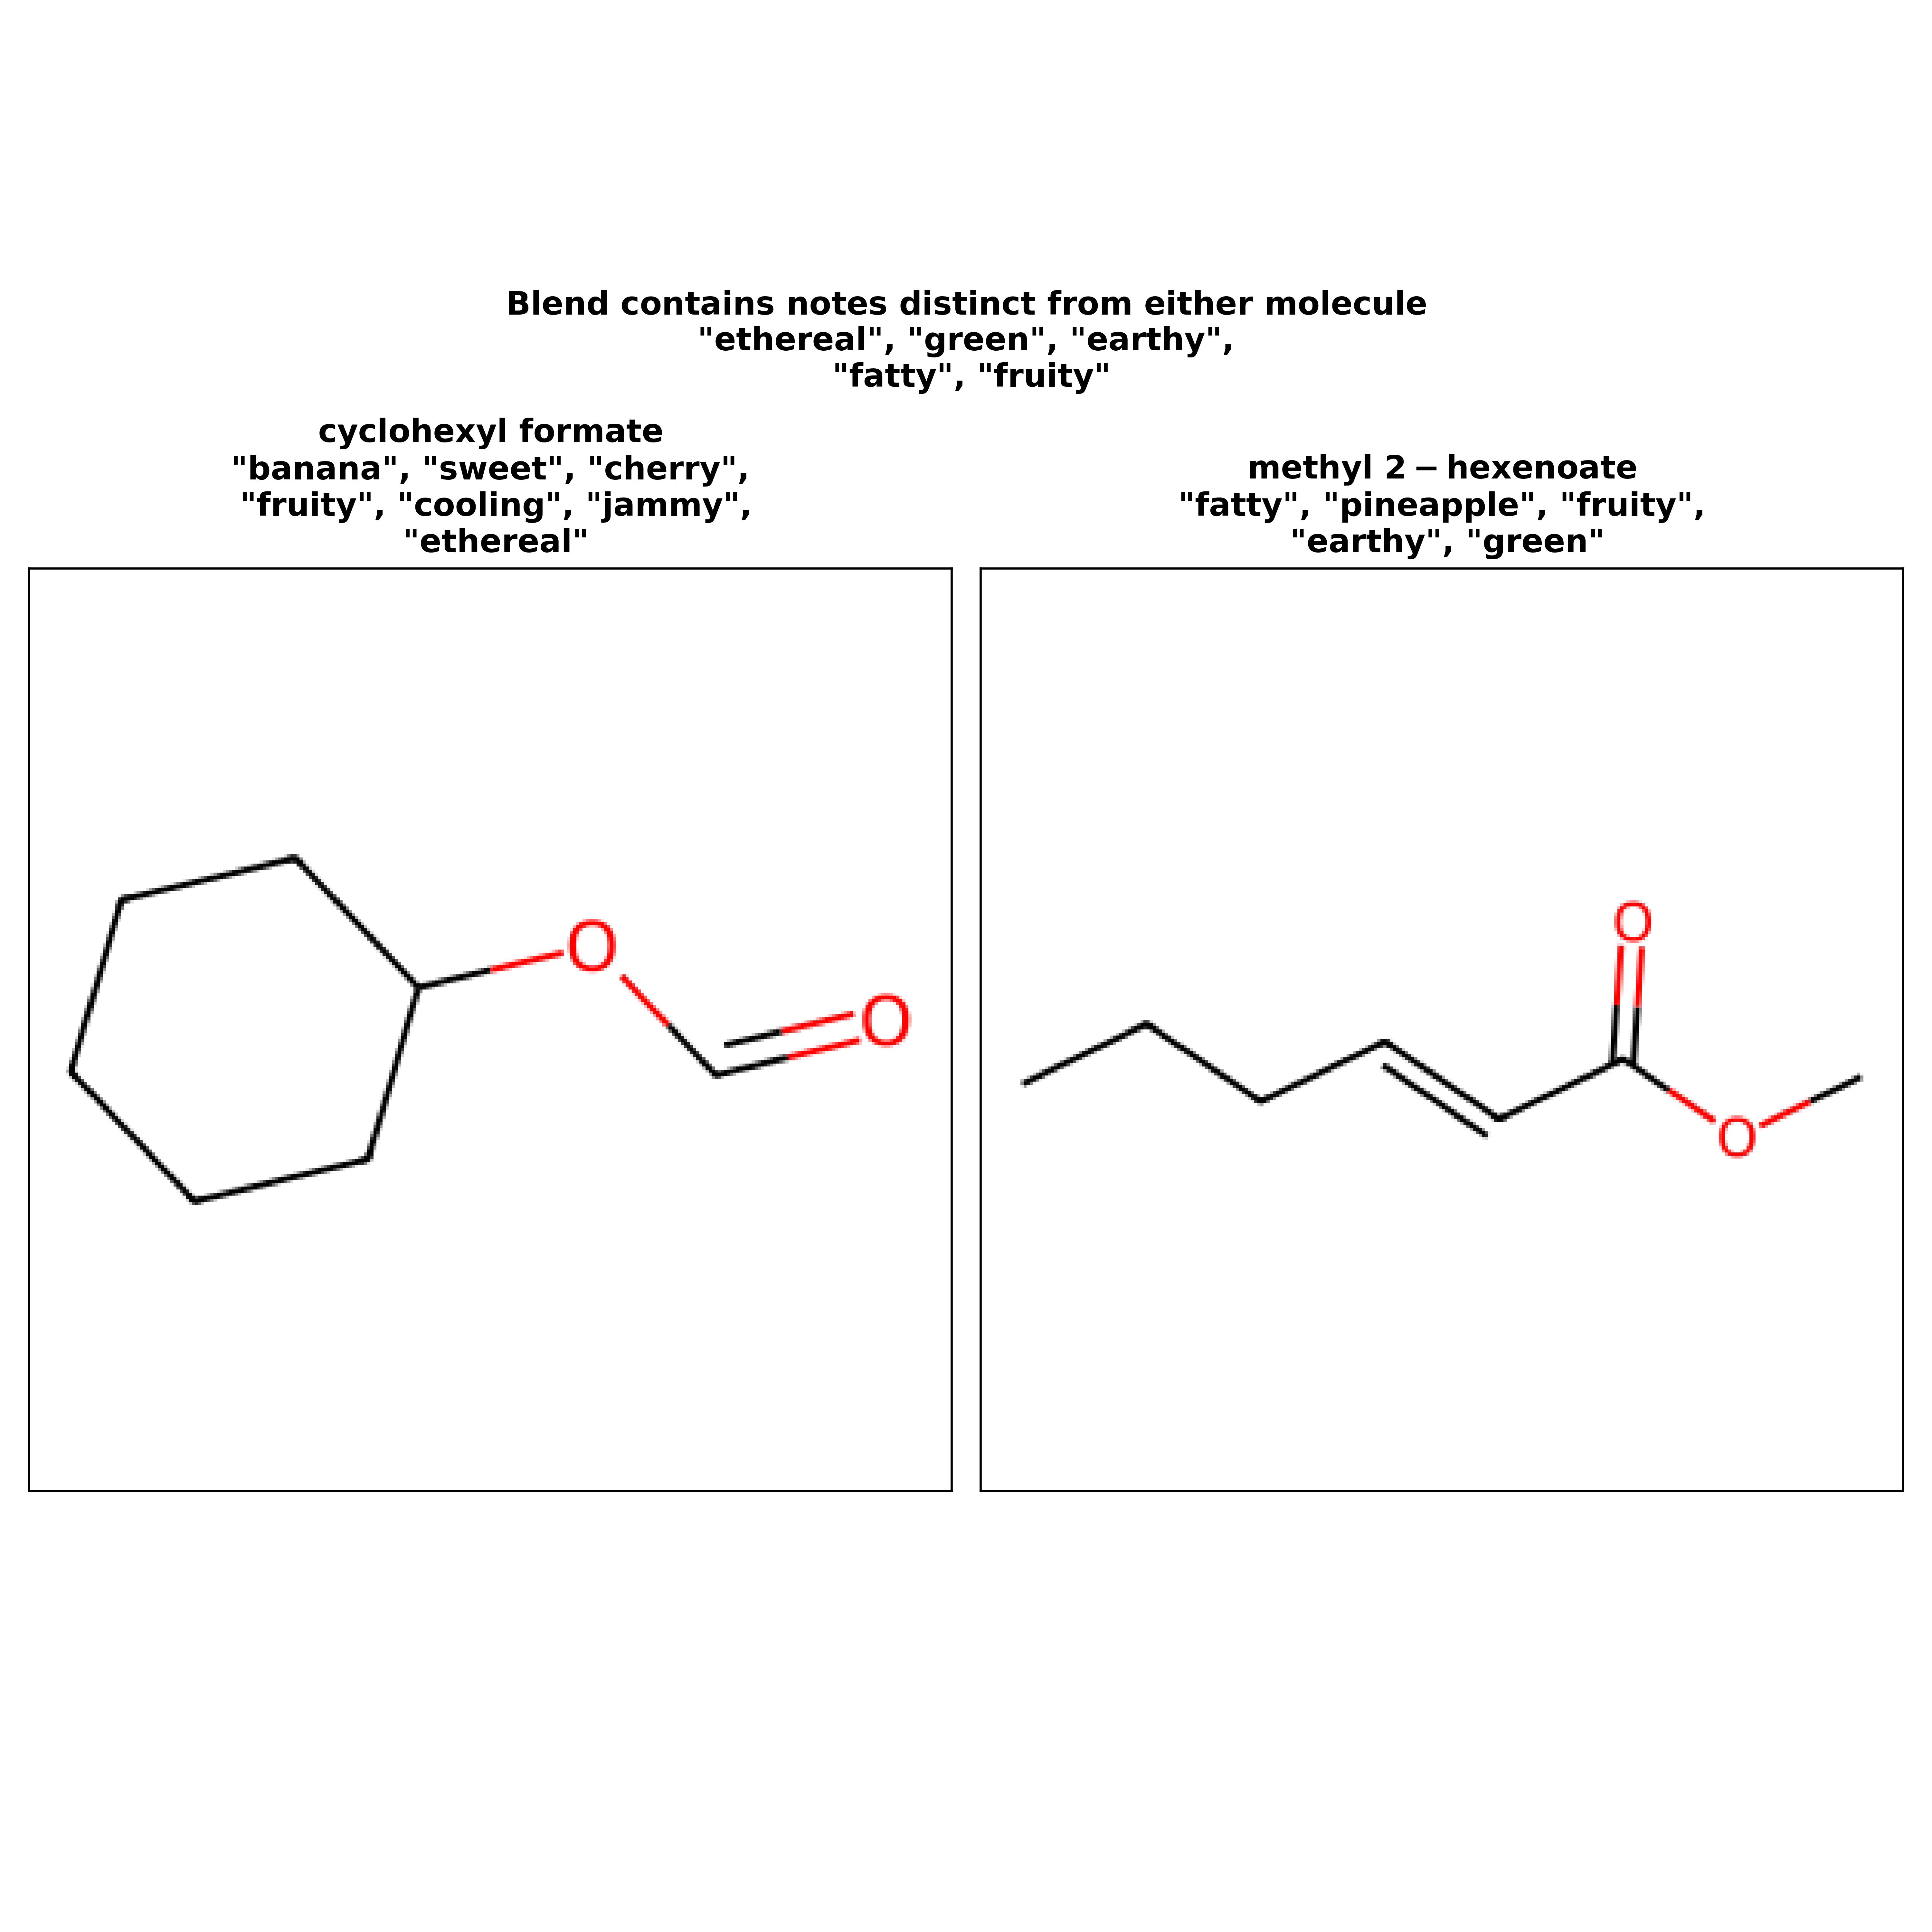 Blend contains notes distinct from either molecule
"ethereal", "green", "earthy",
"fatty", "fruity"
cyclohexyl formate
"banana", "sweet", "cherry",
"fruity", "cooling", "jammy",
"ethereal"
methyl 2 − hexenoate
"fatty", "pineapple", "fruity",
"earthy", "green"
O
O
O
O